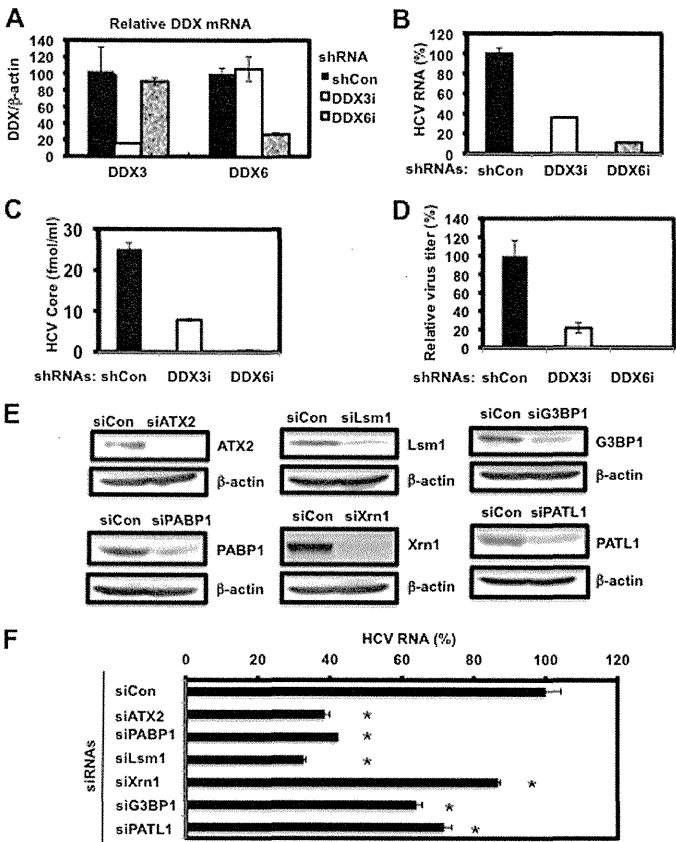 A
Relative DDX mRNA
DDX/β-actin
140
120
100
80
60
40
20
0
DDX3 DDX6
shRNA
shCon
DDX3i
DDX6i
B
HCV RNA (%)
120
100
80
60
40
20
0
shRNAs: shCon DDX3i DDX6i
C
HCV Core (fmol/ml)
30
20
10
0
shRNAs: shCon DDX3i DDX6i
D
Relative virus titer (%)
140
120
100
80
60
40
20
0
shRNAs: shCon DDX3i DDX6i
E
siCon siATX2
ATX2
β-actin
siCon siLsm1
Lsm1
β-actin
siCon siG3BP1
G3BP1
β-actin
siCon siPABP1
PABP1
β-actin
siCon siXrn1
Xrn1
β-actin
siCon siPATL1
PATL1
β-actin
F
HCV RNA (%)
0 20 40 60 80 100 120
siRNAs
siCon
siATX2 *
siPABP1 *
siLsm1 *
siXrn1 *
siG3BP1 *
siPATL1 *